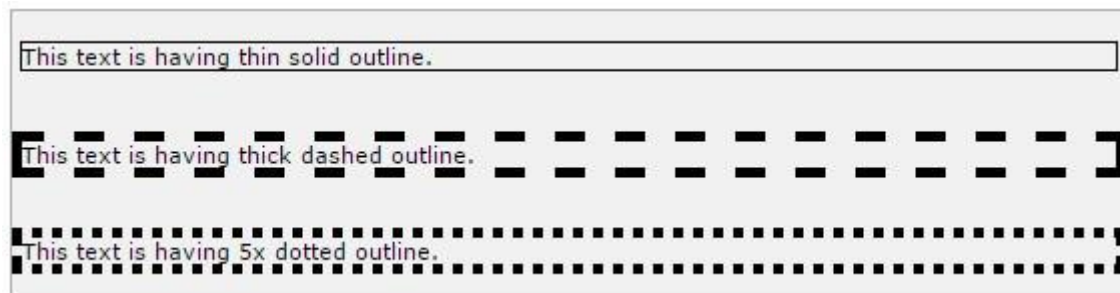 This text is having thin solid outline.
This text is having thick dashed outline.
This text is having 5x dotted outline.